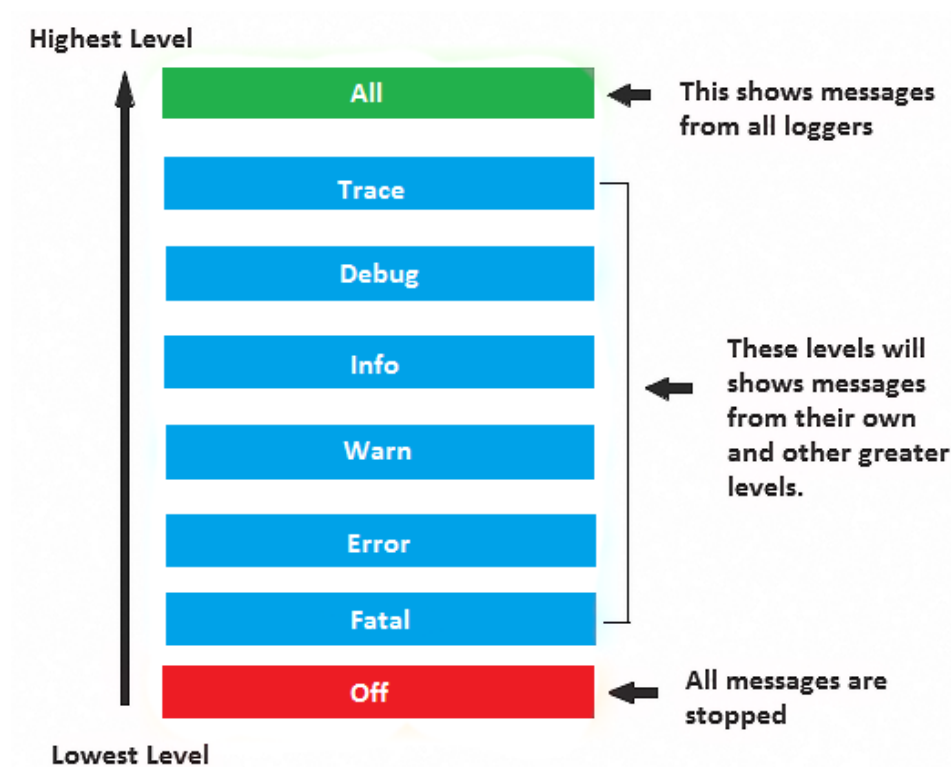 Highest Level
All
This shows messages
from all loggers
Trace
Debug
Info
These levels will
shows messages
from their own
and other greater
levels.
Warn
Error
Fatal
Off
All messages are
stopped
Lowest Level